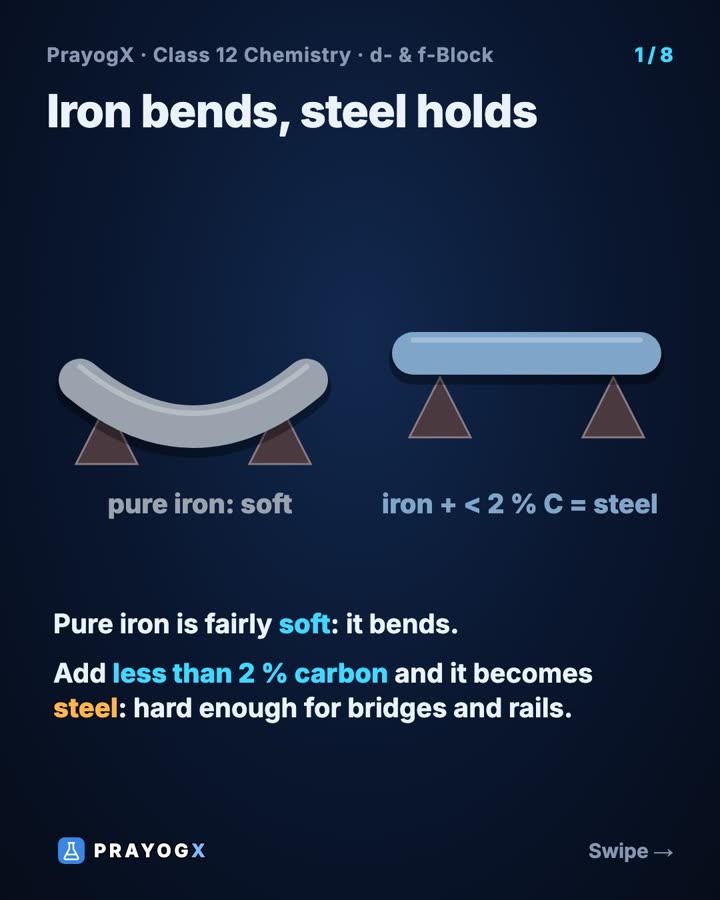 PrayogX · Class 12 Chemistry · d- & f-Block
1 / 8
Iron bends, steel holds
pure iron: soft
iron + < 2 % C = steel
Pure iron is fairly soft: it bends.
Add less than 2 % carbon and it becomes
steel: hard enough for bridges and rails.
PRAYOGX
Swipe →